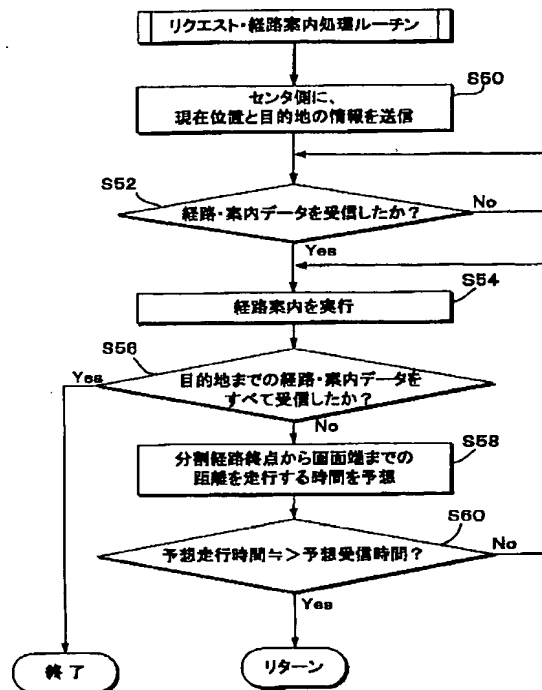 リクエスト・経路案内処理ルーチン
S50
センタ側に、
現在位置と目的地の情報を送信
S52
経路・案内データを受信したか?
No
Yes
S54
経路案内を実行
S56
Yes
目的地までの経路・案内データを
すべて受信したか?
No
S58
分割経路終点から画面端までの
距離を走行する時間を予想
S60
予想走行時間≒>予想受信時間?
No
Yes
終了
リターン